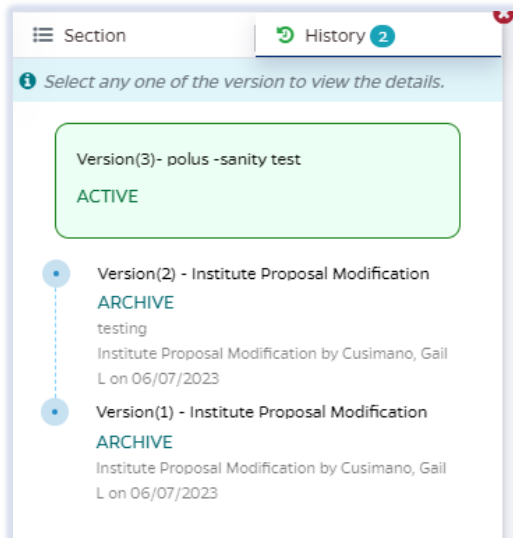 Section
History 2
Select any one of the version to view the details.
Version(3)- polus -sanity test
ACTIVE
Version(2) - Institute Proposal Modification
ARCHIVE
testing
Institute Proposal Modification by Cusimano, Gail
L on 06/07/2023
Version(1) - Institute Proposal Modification
ARCHIVE
Institute Proposal Modification by Cusimano, Gail
L on 06/07/2023